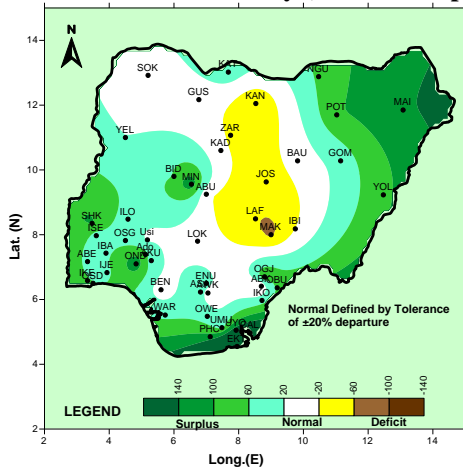 N
SOK
KAT
NGU
GUS
KAN
MAI
POT
YEL
ZAR
KAD
BAU
GOM
BID
MIN
JOS
ABU
YOL
SHK
ILO
LAF
IBI
ISE
OSG
Usi
LOK
MAK
IBA
ABE
IJE
OND
IKE
BEN
ENU
OGJ
OBU
IKO
WAR
OWE
UMU
PHC
UYO
EK
Normal Defined by Tolerance
of ±20% departure
LEGEND
140 100 60 20 -20 -60 -100 -140
Surplus Normal Deficit
Lat. (N)
14
12
10
8
6
4
2
2 4 6 8 10 12 14
Long.(E)